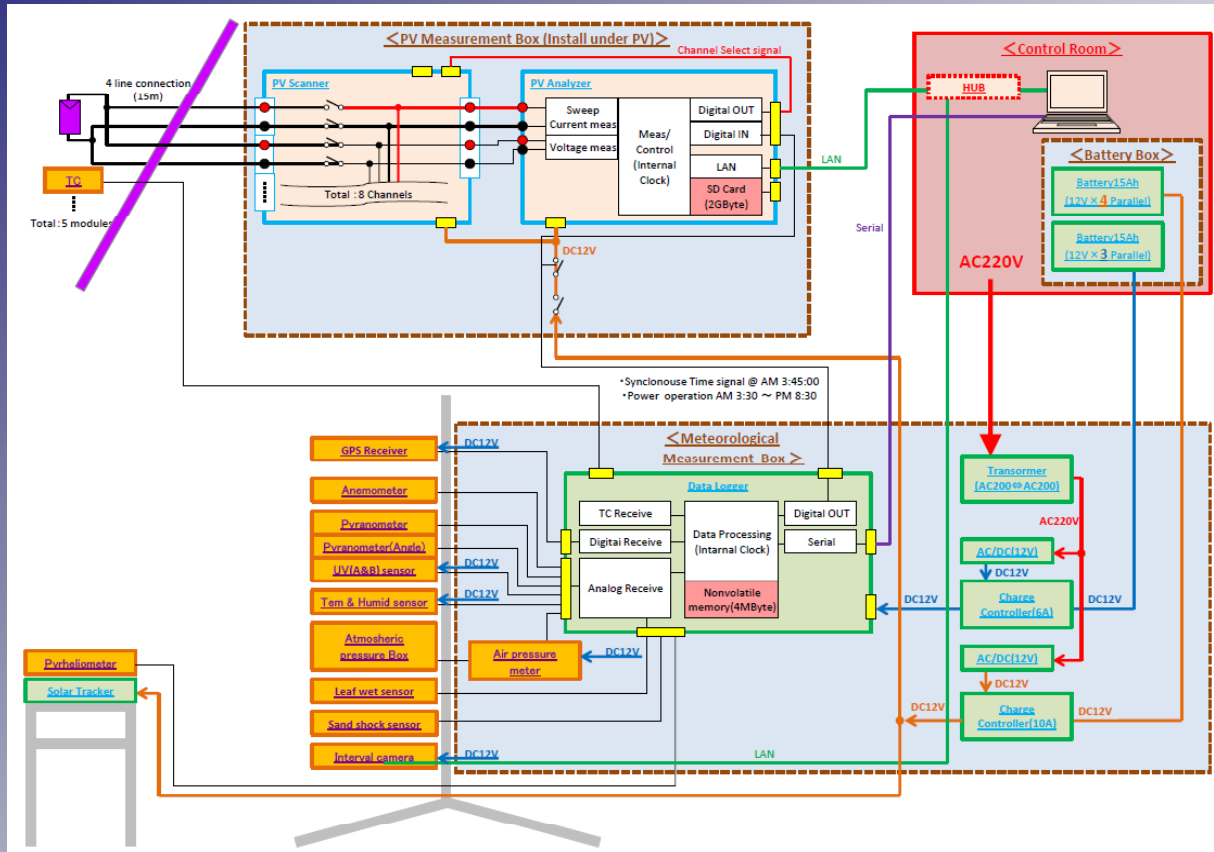 <PV Measurement Box (Install under PV)>
Channel Select signal
<Control Room>
4 line connection
(15m)
PV Scanner
PV Analyzer
HUB
Sweep
Current meas
Voltage meas
Meas/
Control
(Internal
Clock)
Digital OUT
Digital IN
LAN
SD Card
(2GByte)
LAN
<Battery Box>
Battery15Ah
(12V×4 Parallel)
Battery15Ah
(12V×3 Parallel)
TC
Total:5 modules
Total:8 Channels
Serial
DC12V
AC220V
・Synclonouse Time signal @ AM 3:45:00
・Power operation AM 3:30 ～ PM 8:30
<Meteorological
Measurement Box >
GPS Receiver
DC12V
Data Logger
Transormer
(AC200⇔AC200)
Anemometer
TC Receive
Digitai Receive
Analog Receive
Data Processing
(Intarnal Clock)
Nonvolatile
memory(4MByte)
Digital OUT
Serial
AC220V
Pyranometer
Pyranometer(Angle)
UV(A&B) sensor
DC12V
AC/DC(12V)
DC12V
Tem & Humid sensor
DC12V
DC12V
Charge
Controller(6A)
DC12V
Atmosheric
pressure Box
Air pressure
meter
DC12V
AC/DC(12V)
DC12V
Pyrheliometer
Solar Tracker
Leaf wet sensor
Sand shock sensor
DC12V
Charge
Controller(10A)
DC12V
Interval camera
DC12V
LAN